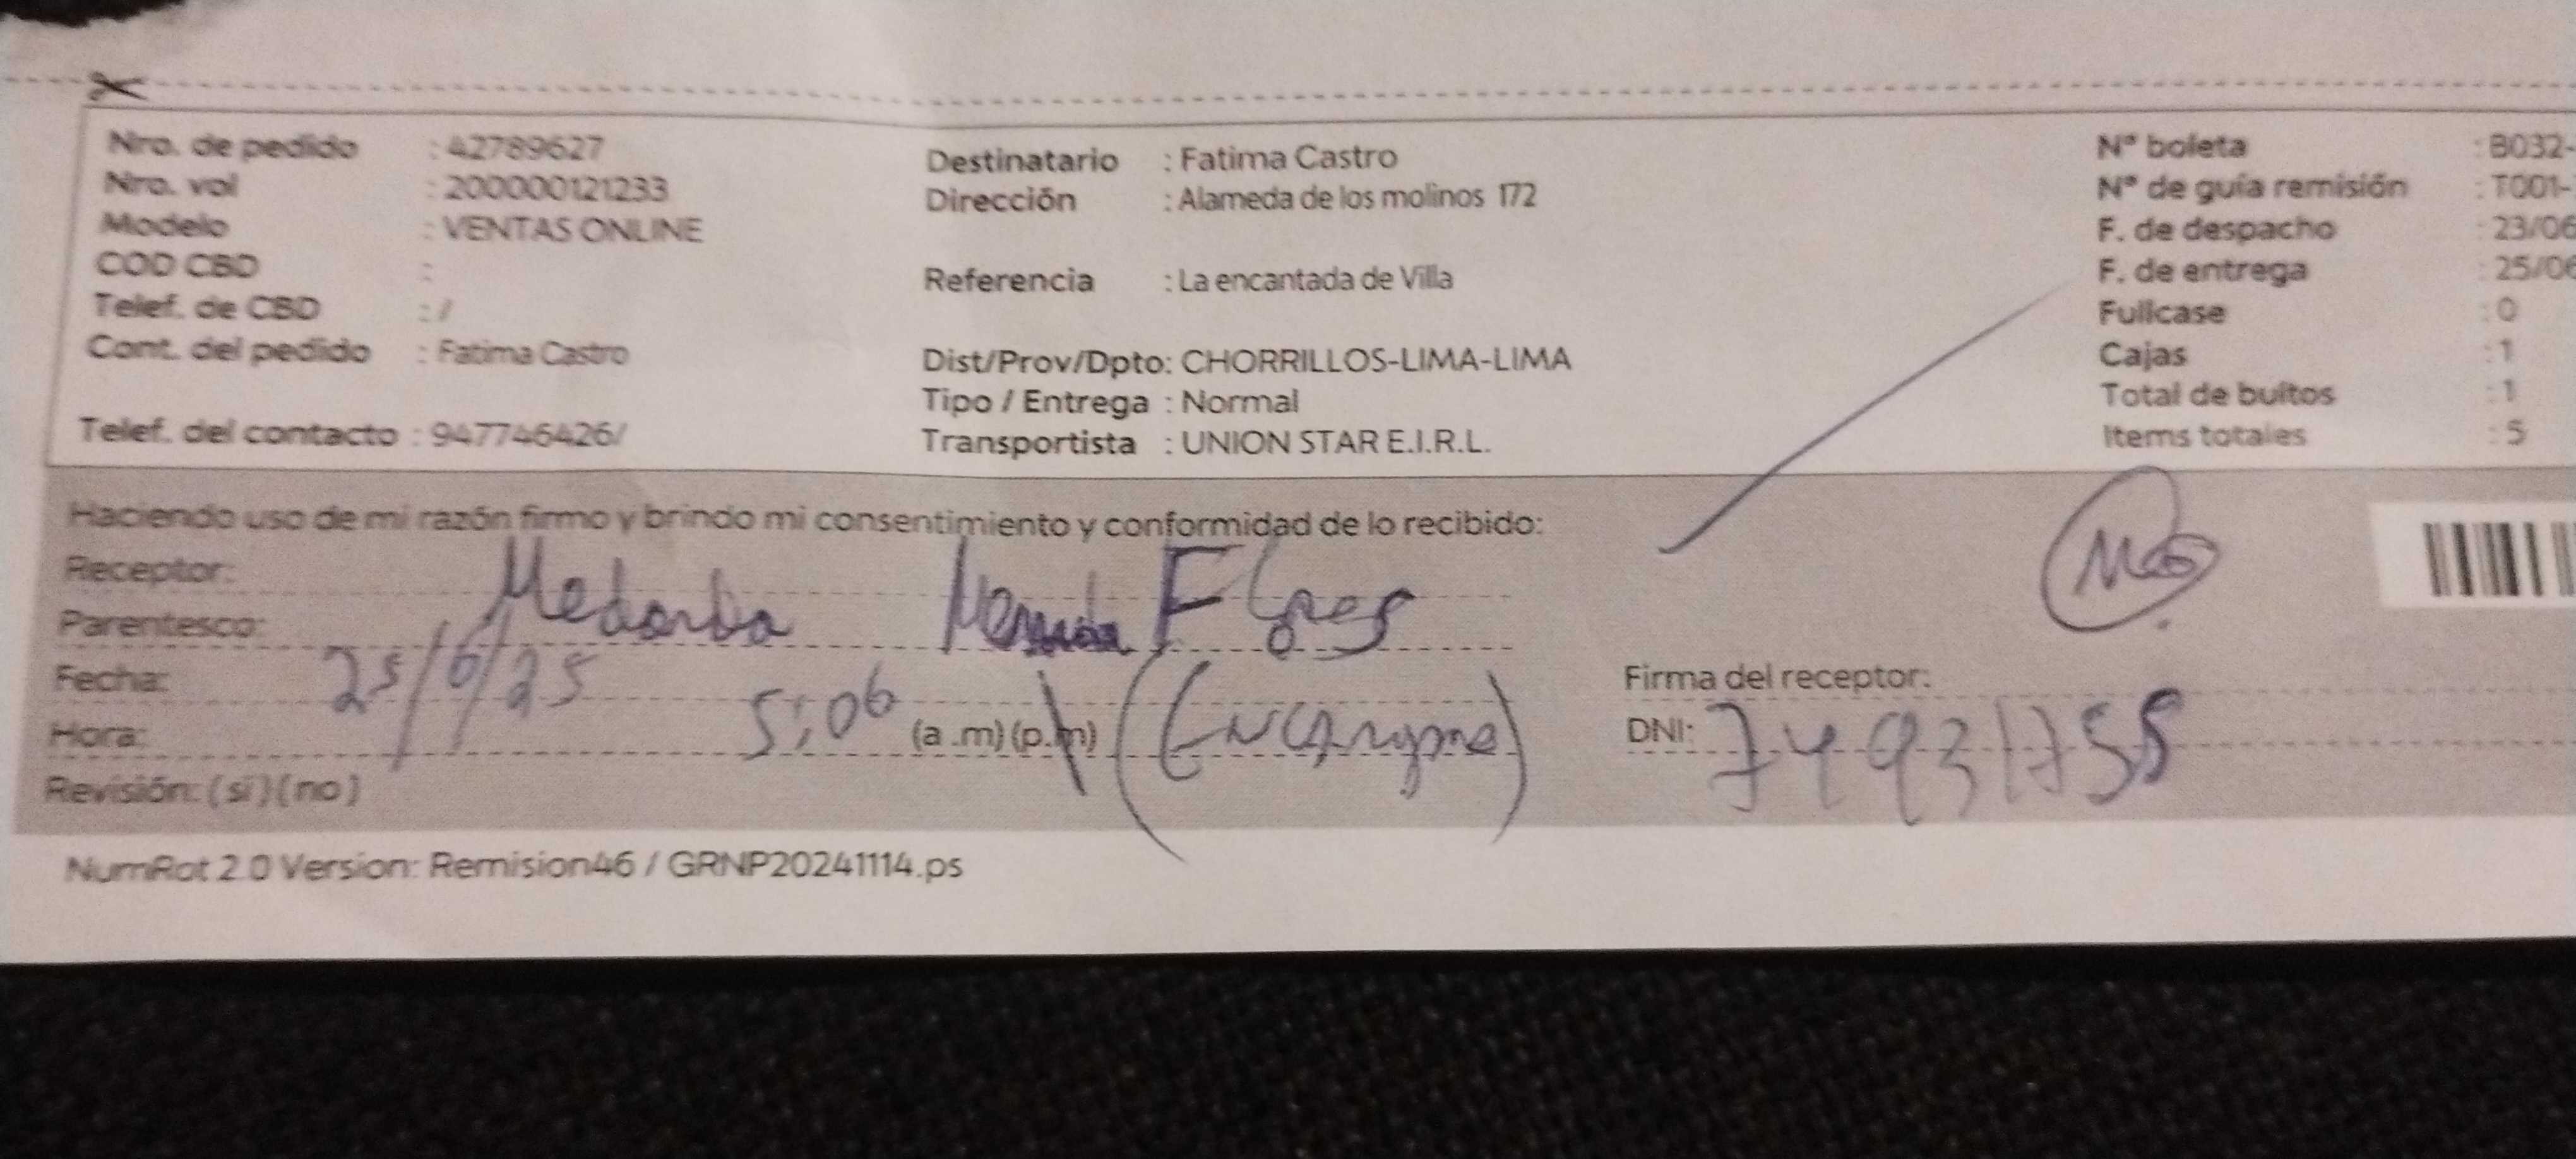 Nro. de pedido : 42789627
Nro. vol : 200000121233
Modelo : VENTAS ONLINE
COD CBD :
Telef. de CBD : /
Cont. del pedido : Fatima Castro
Telef. del contacto : 947746426/
Destinatario : Fatima Castro
Dirección : Alameda de los molinos 172
Referencia : La encantada de Villa
Dist/Prov/Dpto: CHORRILLOS-LIMA-LIMA
Tipo / Entrega : Normal
Transportista : UNION STAR E.I.R.L.
N° boleta : B032-
N° de guía remisión : T001-
F. de despacho : 23/06
F. de entrega : 25/06
Fullcase : 0
Cajas : 1
Total de bultos : 1
Items totales : 5
Haciendo uso de mi razón firmo y brindo mi consentimiento y conformidad de lo recibido:
Receptor:
Parentesco: Flores
Fecha: 25/6/25
Hora: 5:06 (a .m) (p.m)
Revisión: (si) (no)
Firma del receptor:
DNI: 74931755
NumRot 2.0 Version: Remision46 / GRNP20241114.ps